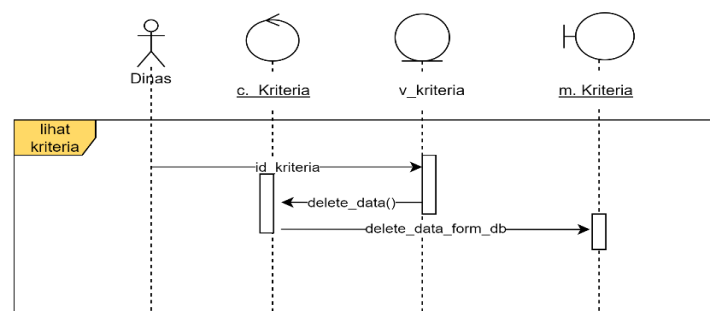 Dinas
c. Kriteria
v_kriteria
m. Kriteria
lihat
kriteria
id_kriteria
delete_data()
delete_data_form_db